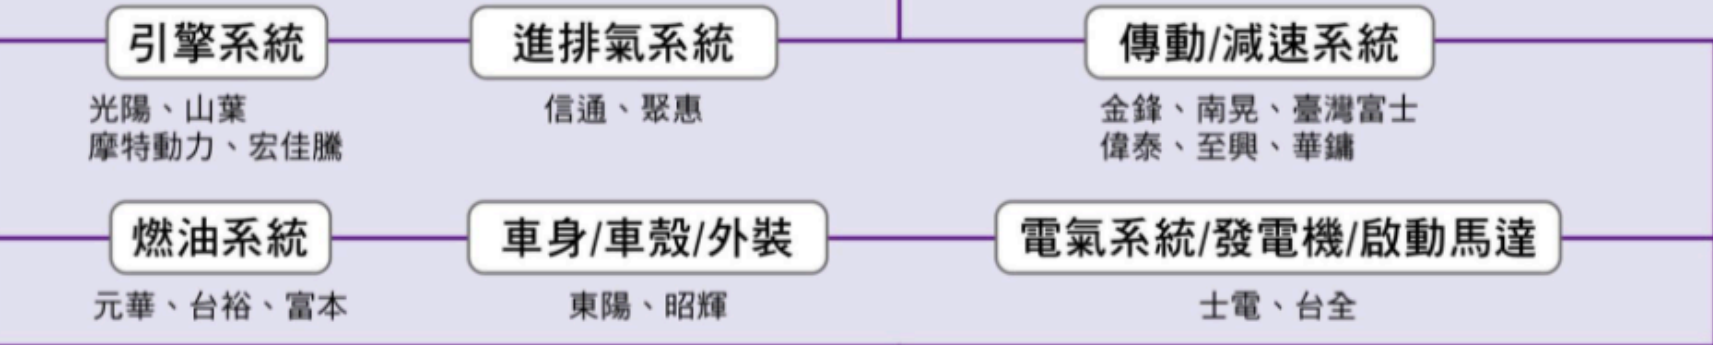 引擎系統
進排氣系統
傳動/減速系統
光陽、山葉
摩特動力、宏佳騰
信通、聚惠
金鋒、南晃、臺灣富士
偉泰、至興、華鏞
燃油系統
車身/車殼/外裝
電氣系統/發電機/啟動馬達
元華、台裕、富本
東陽、昭輝
士電、台全